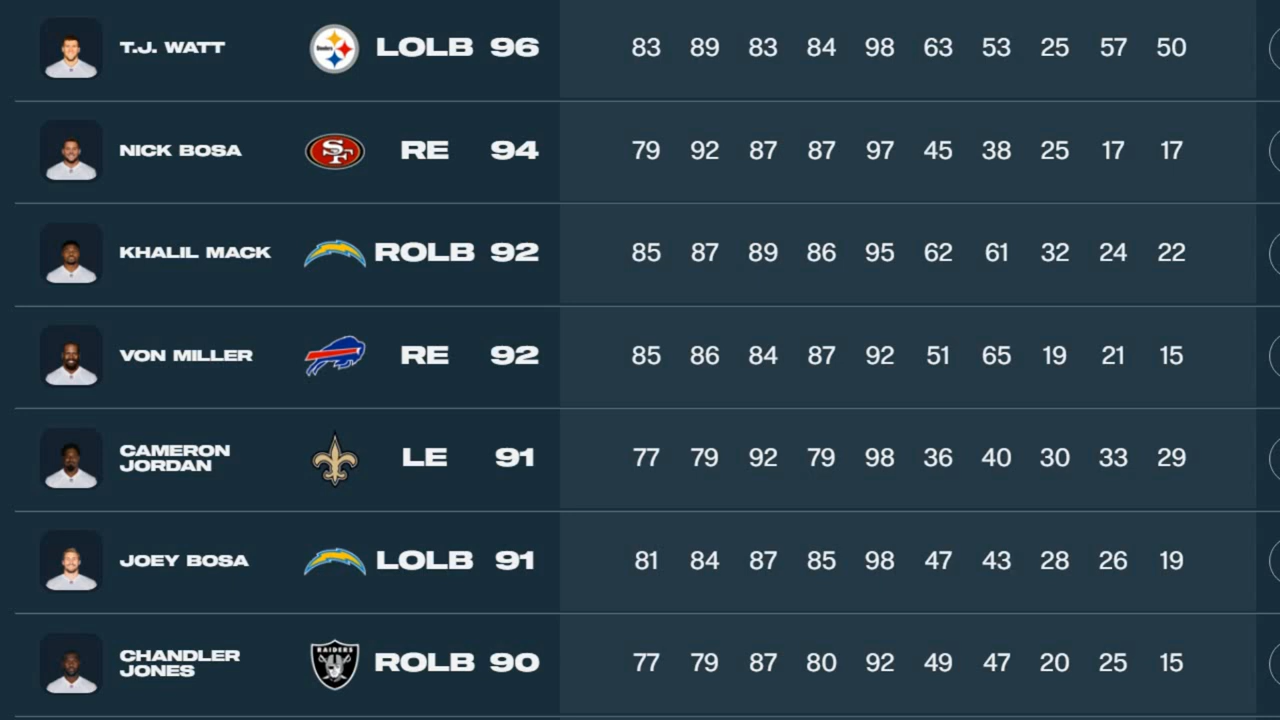 T.J. WATT LOLB 96 83 89 83 84 98 63 53 25 57 50
NICK BOSA SF RE 94 79 92 87 87 97 45 38 25 17 17
KHALIL MACK ROLB 92 85 87 89 86 95 62 61 32 24 22
VON MILLER RE 92 85 86 84 87 92 51 65 19 21 15
CAMERON
JORDAN LE 91 77 79 92 79 98 36 40 30 33 29
JOEY BOSA LOLB 91 81 84 87 85 98 47 43 28 26 19
CHANDLER
JONES RAIDERS ROLB 90 77 79 87 80 92 49 47 20 25 15